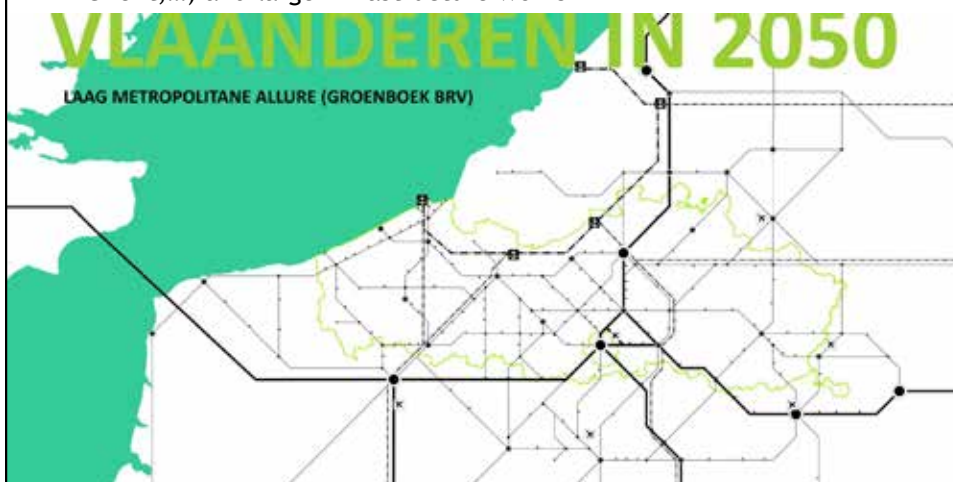 VLAANDEREN IN 2050
LAAG METROPOLITANE ALLURE (GROENBOEK BRV)